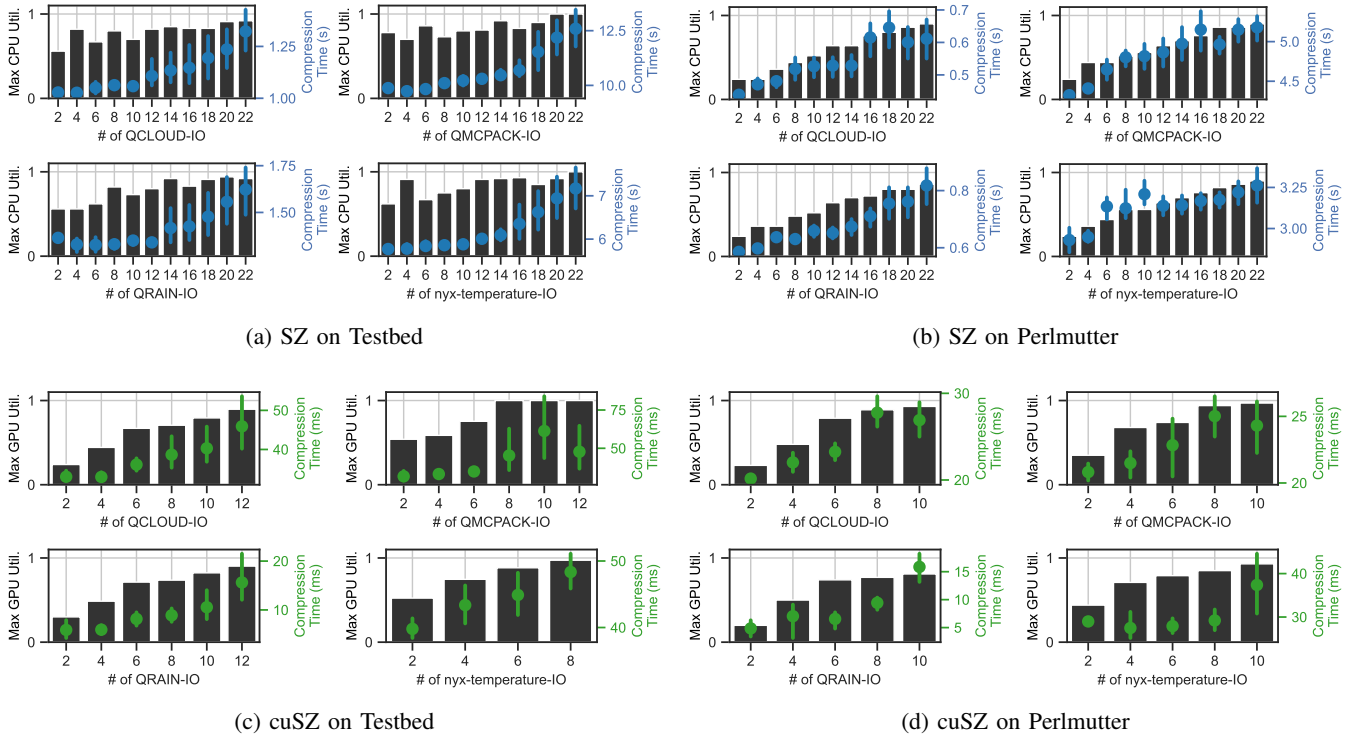 Max CPU Util.
1
0
2 4 6 8 10 12 14 16 18 20 22
# of QCLOUD-IO
1.25
1.00
Compression
Time (s)
Max CPU Util.
1
0
2 4 6 8 10 12 14 16 18 20 22
# of QMCPACK-IO
12.5
10.0
Compression
Time (s)
Max CPU Util.
1
0
2 4 6 8 10 12 14 16 18 20 22
# of QRAIN-IO
1.75
1.50
Compression
Time (s)
Max CPU Util.
1
0
2 4 6 8 10 12 14 16 18 20 22
# of nyx-temperature-IO
7
6
Compression
Time (s)
(a) SZ on Testbed
Max CPU Util.
1
0
2 4 6 8 10 12 14 16 18 20 22
# of QCLOUD-IO
0.7
0.6
0.5
Compression
Time (s)
Max CPU Util.
1
0
2 4 6 8 10 12 14 16 18 20 22
# of QMCPACK-IO
5.0
4.5
Compression
Time (s)
Max CPU Util.
1
0
2 4 6 8 10 12 14 16 18 20 22
# of QRAIN-IO
0.8
0.6
Compression
Time (s)
Max CPU Util.
1
0
2 4 6 8 10 12 14 16 18 20 22
# of nyx-temperature-IO
3.25
3.00
Compression
Time (s)
(b) SZ on Perlmutter
Max GPU Util.
1
0
2 4 6 8 10 12
# of QCLOUD-IO
50
40
Compression
Time (ms)
Max GPU Util.
1
0
2 4 6 8 10 12
# of QMCPACK-IO
75
50
Compression
Time (ms)
Max GPU Util.
1
0
2 4 6 8 10 12
# of QRAIN-IO
20
10
Compression
Time (ms)
Max GPU Util.
1
0
2 4 6 8
# of nyx-temperature-IO
50
40
Compression
Time (ms)
(c) cuSZ on Testbed
Max GPU Util.
1
0
2 4 6 8 10
# of QCLOUD-IO
30
20
Compression
Time (ms)
Max GPU Util.
1
0
2 4 6 8 10
# of QMCPACK-IO
25
20
Compression
Time (ms)
Max GPU Util.
1
0
2 4 6 8 10
# of QRAIN-IO
15
10
5
Compression
Time (ms)
Max GPU Util.
1
0
2 4 6 8 10
# of nyx-temperature-IO
40
30
Compression
Time (ms)
(d) cuSZ on Perlmutter